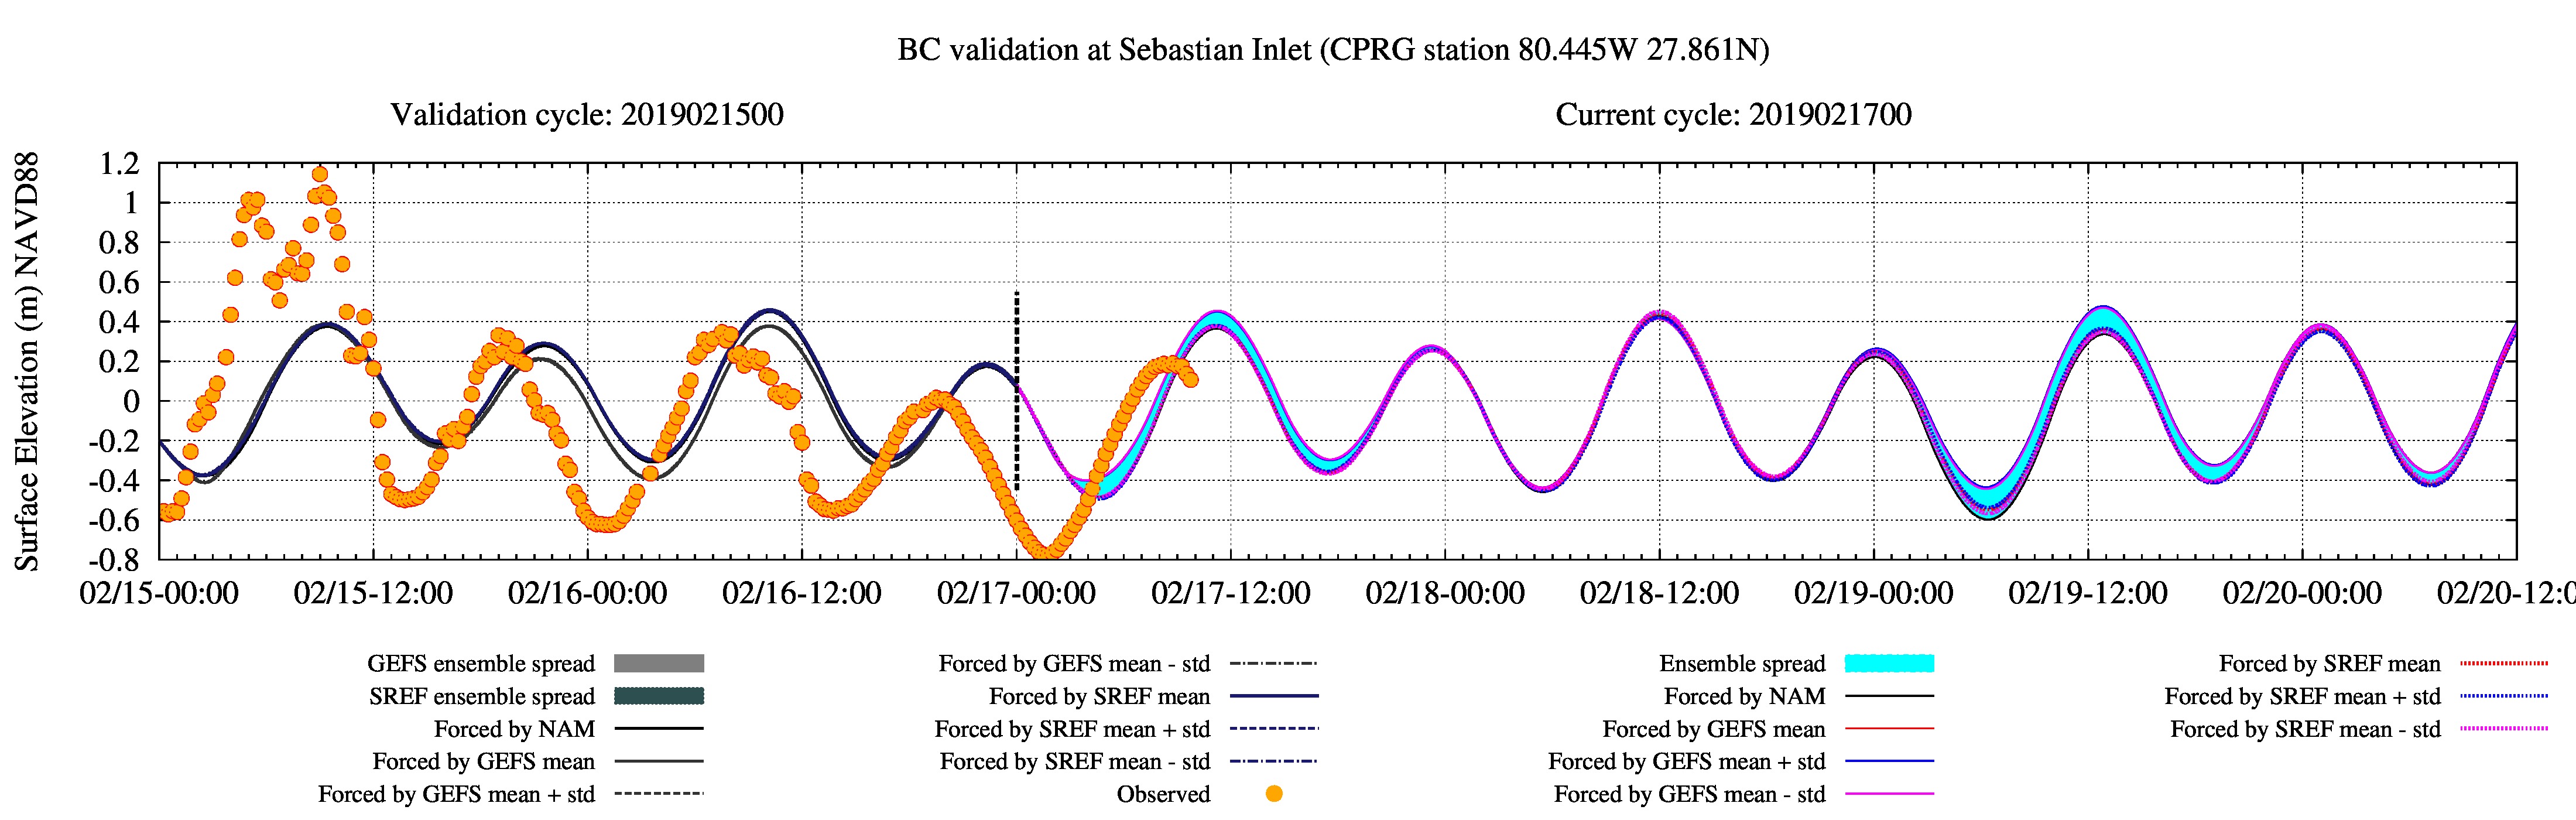 BC validation at Sebastian Inlet (CPRG station 80.445W 27.861N)
Validation cycle: 2019021500
Current cycle: 2019021700
Surface Elevation (m) NAVD88
1.2
1
0.8
0.6
0.4
0.2
0
-0.2
-0.4
-0.6
-0.8
02/15-00:00 02/15-12:00 02/16-00:00 02/16-12:00 02/17-00:00 02/17-12:00 02/18-00:00 02/18-12:00 02/19-00:00 02/19-12:00 02/20-00:00 02/20-12:0
GEFS ensemble spread
SREF ensemble spread
Forced by NAM
Forced by GEFS mean
Forced by GEFS mean + std
Forced by GEFS mean - std
Forced by SREF mean
Forced by SREF mean + std
Forced by SREF mean - std
Observed
Ensemble spread
Forced by NAM
Forced by GEFS mean
Forced by GEFS mean + std
Forced by GEFS mean - std
Forced by SREF mean
Forced by SREF mean + std
Forced by SREF mean - std